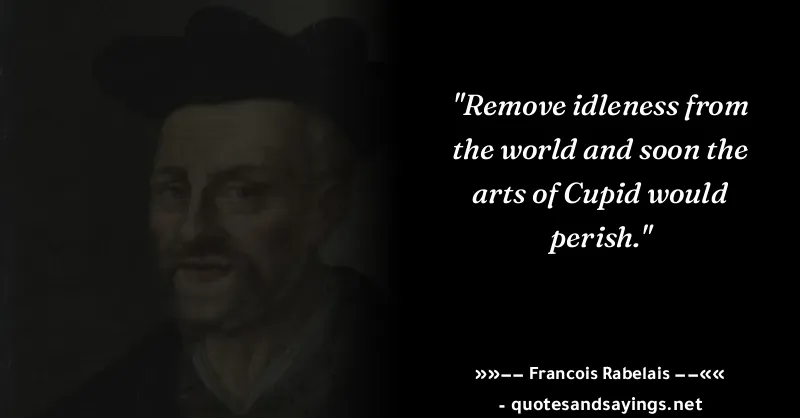 "Remove idleness from
the world and soon the
arts of Cupid would
perish."
»»–– Francois Rabelais ––««
- quotesandsayings.net